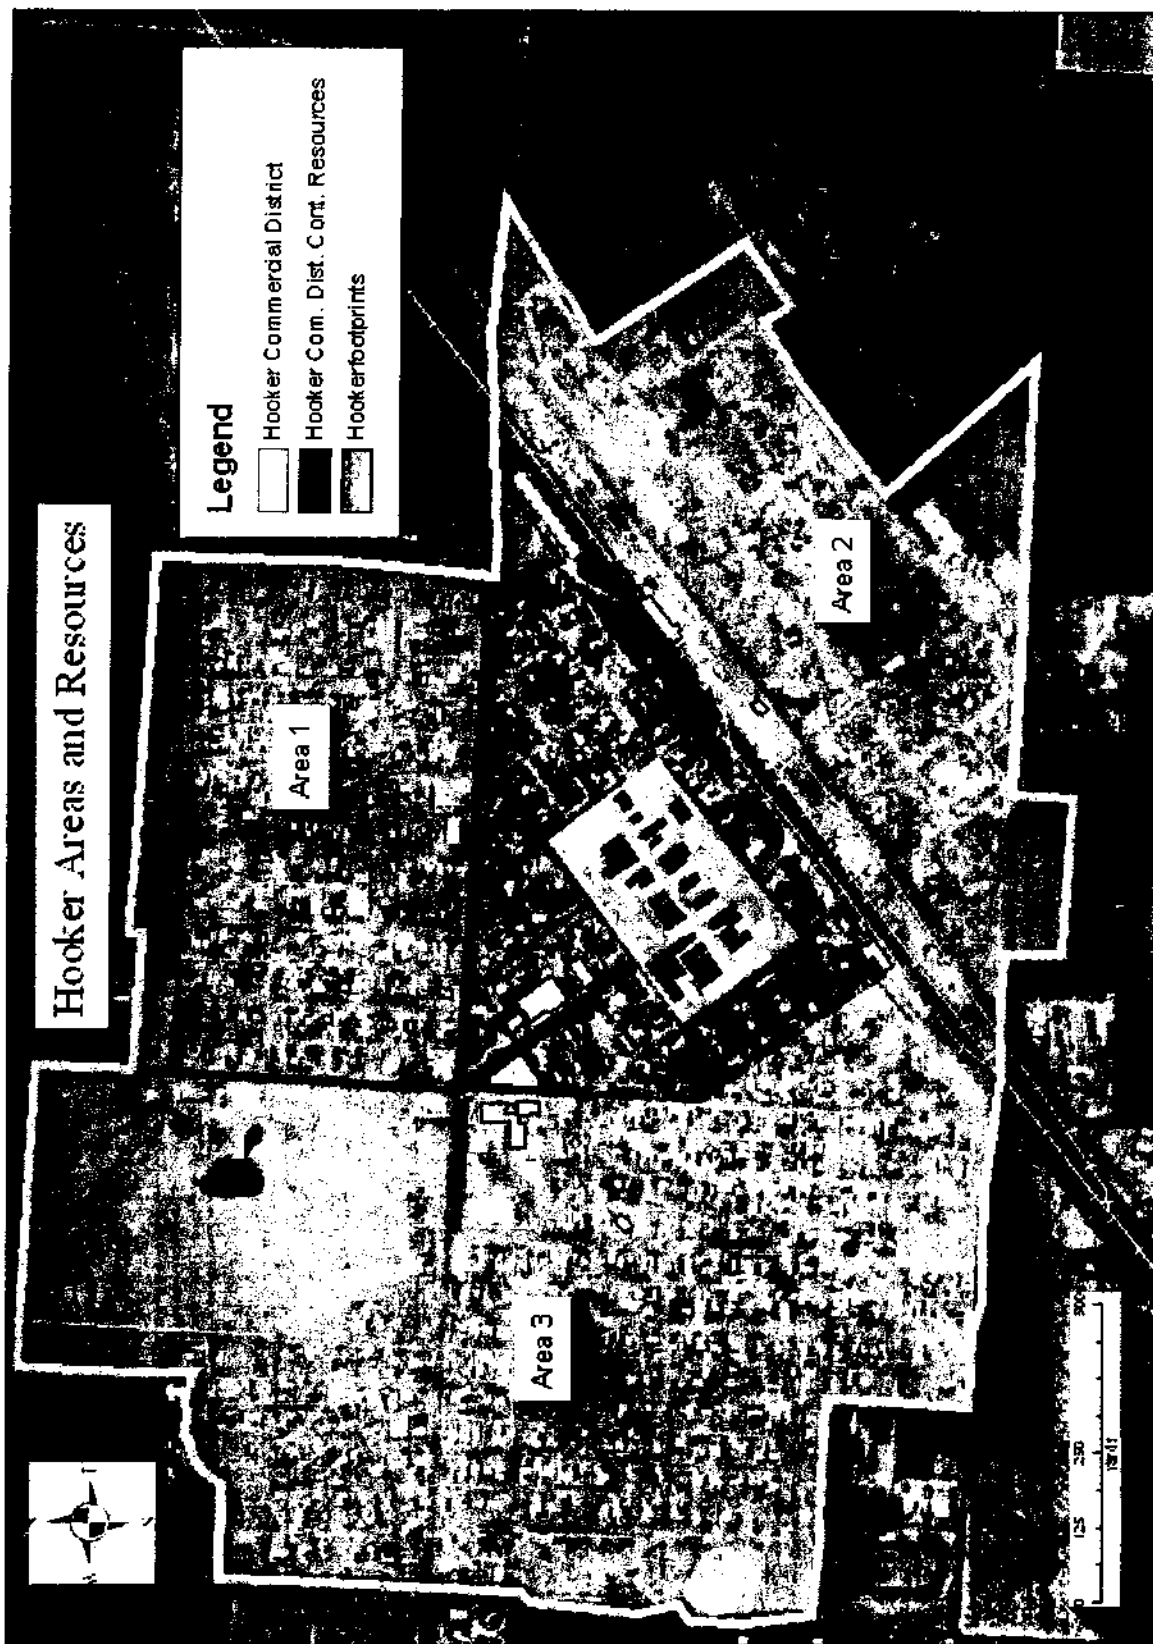 Hooker Areas and Resources
Legend
Hooker Commercial District
Hooker Com. Dist. Cont. Resources
Hookerfootprints
Area 1
Area 2
Area 3
0 125 250 500